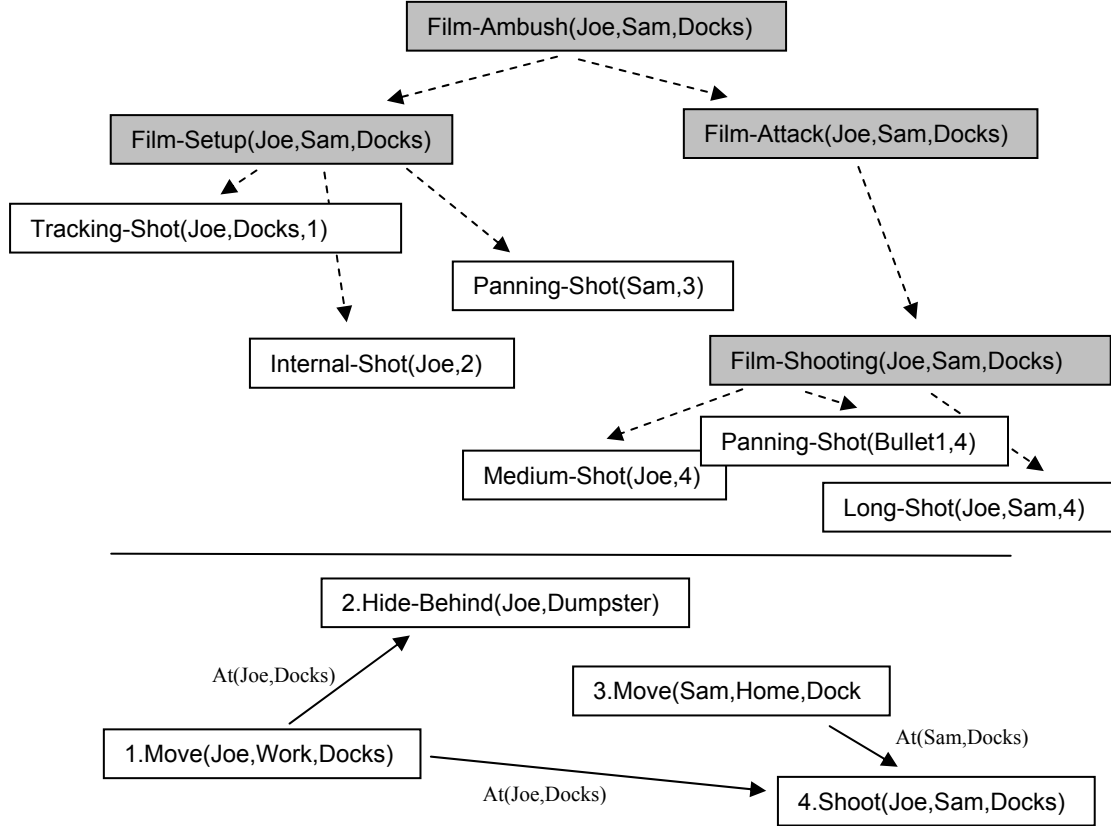 Film-Ambush(Joe,Sam,Docks)
Film-Setup(Joe,Sam,Docks)
Film-Attack(Joe,Sam,Docks)
Tracking-Shot(Joe,Docks,1)
Panning-Shot(Sam,3)
Internal-Shot(Joe,2)
Film-Shooting(Joe,Sam,Docks)
Panning-Shot(Bullet1,4)
Medium-Shot(Joe,4)
Long-Shot(Joe,Sam,4)
2.Hide-Behind(Joe,Dumpster)
At(Joe,Docks)
3.Move(Sam,Home,Dock
1.Move(Joe,Work,Docks)
At(Sam,Docks)
At(Joe,Docks)
4.Shoot(Joe,Sam,Docks)